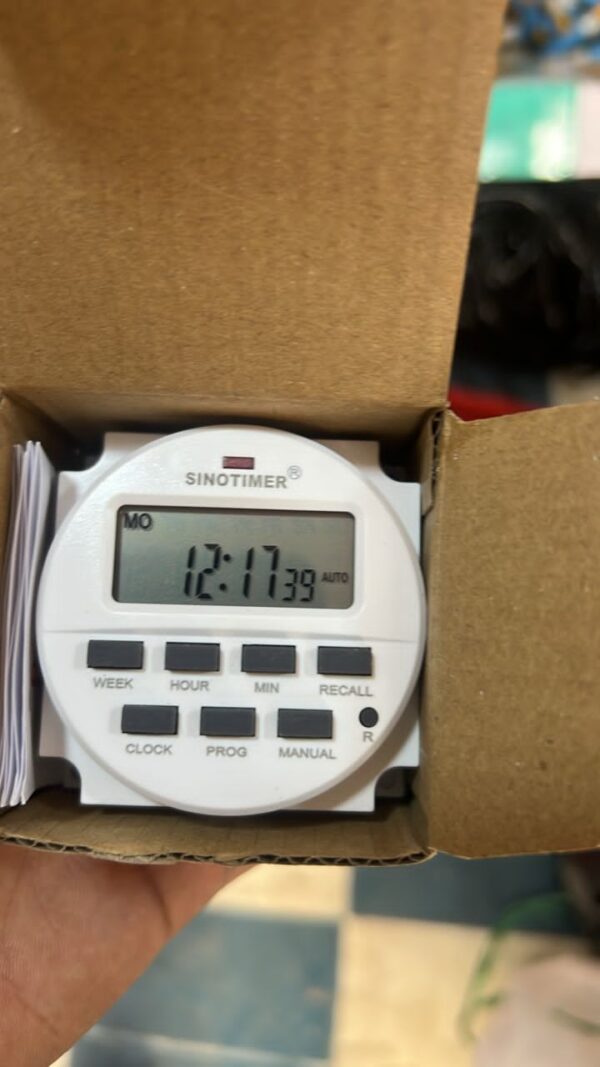 SINOTIMER®
MO
12:17 39 AUTO
WEEK HOUR MIN RECALL
CLOCK PROG MANUAL R